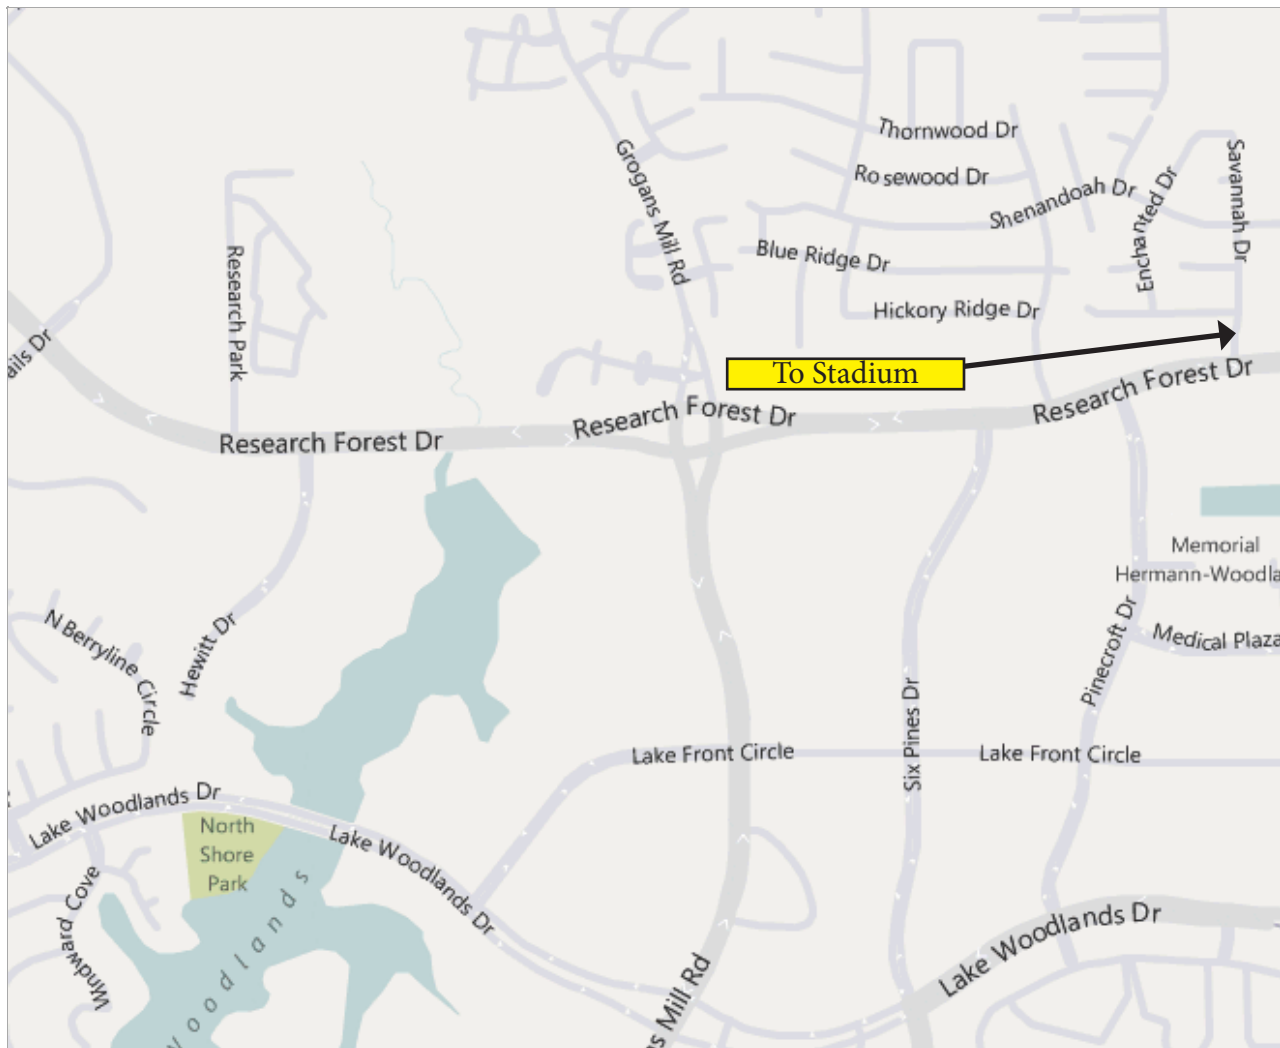 Thornwood Dr
Savannah Dr
Grogans Mill Rd
Rosewood Dr
Shenandoah Dr
Enchanted Dr
Blue Ridge Dr
Research Park
Hickory Ridge Dr
ails Dr
To Stadium
Research Forest Dr
Research Forest Dr
Research Forest Dr
Memorial
Hermann-Woodla
N Berryline Circle
Hewitt Dr
Pinecroft Dr
Medical Plaza
Six Pines Dr
Lake Front Circle
Lake Front Circle
Lake Woodlands Dr
North
Shore
Park
Lake Woodlands Dr
Windward Cove
Woodlands
Lake Woodlands Dr
s Mill Rd